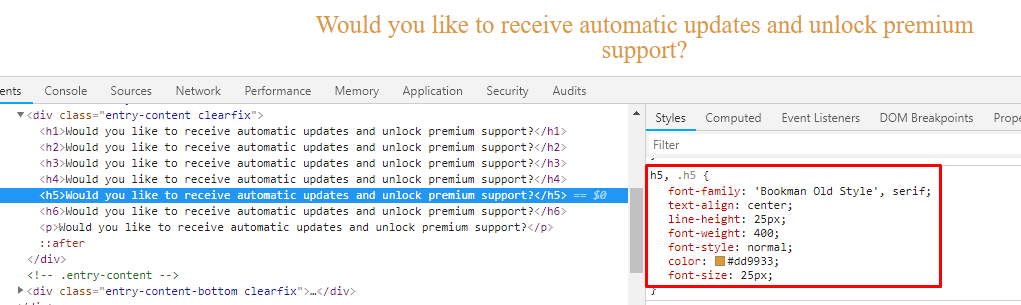 Would you like to receive automatic updates and unlock premium
support?
ents Console Sources Network Performance Memory Application Security Audits
<div class="entry-content clearfix">
<h1>Would you like to receive automatic updates and unlock premium support?</h1>
<h2>Would you like to receive automatic updates and unlock premium support?</h2>
<h3>Would you like to receive automatic updates and unlock premium support?</h3>
<h4>Would you like to receive automatic updates and unlock premium support?</h4>
<h5>Would you like to receive automatic updates and unlock premium support?</h5> == $0
<h6>Would you like to receive automatic updates and unlock premium support?</h6>
<p>Would you like to receive automatic updates and unlock premium support?</p>
::after
</div>
<!-- .entry-content -->
<div class="entry-content-bottom clearfix">…</div>
Styles Computed Event Listeners DOM Breakpoints Prope
Filter
}
h5, .h5 {
font-family: 'Bookman Old Style', serif;
text-align: center;
line-height: 25px;
font-weight: 400;
font-style: normal;
color: #dd9933;
font-size: 25px;
}